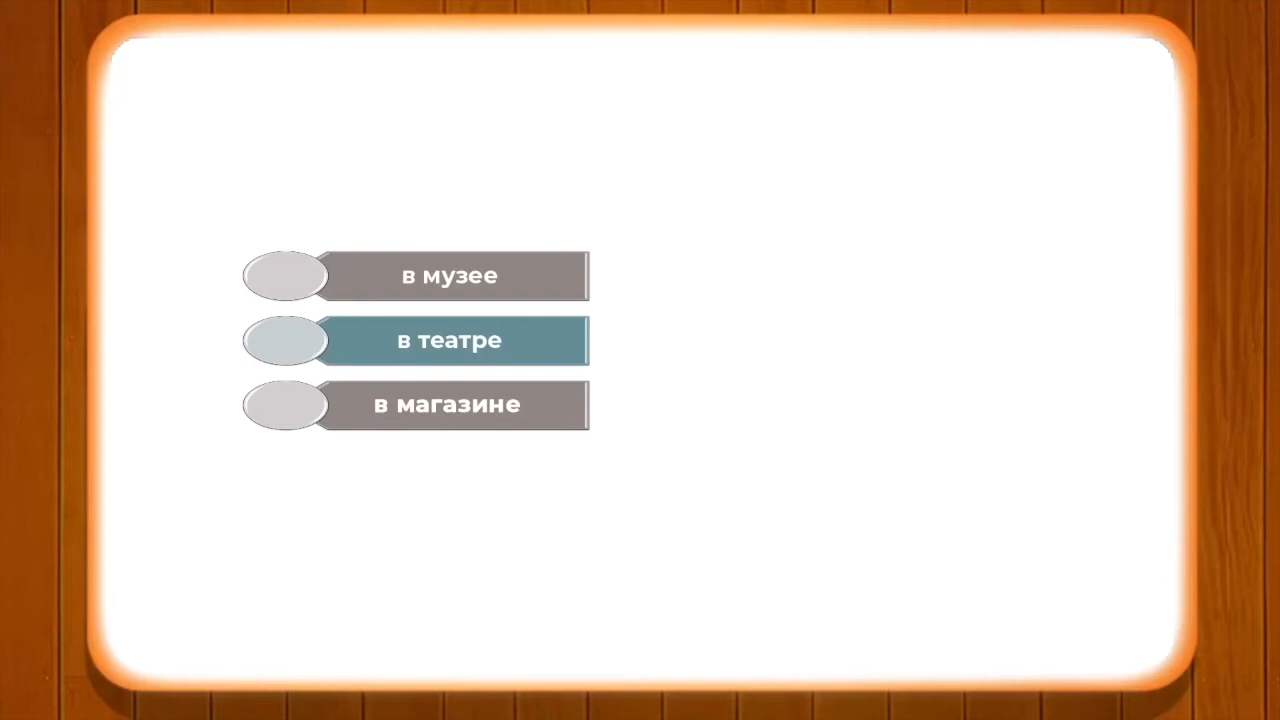 в музее
в театре
в магазине